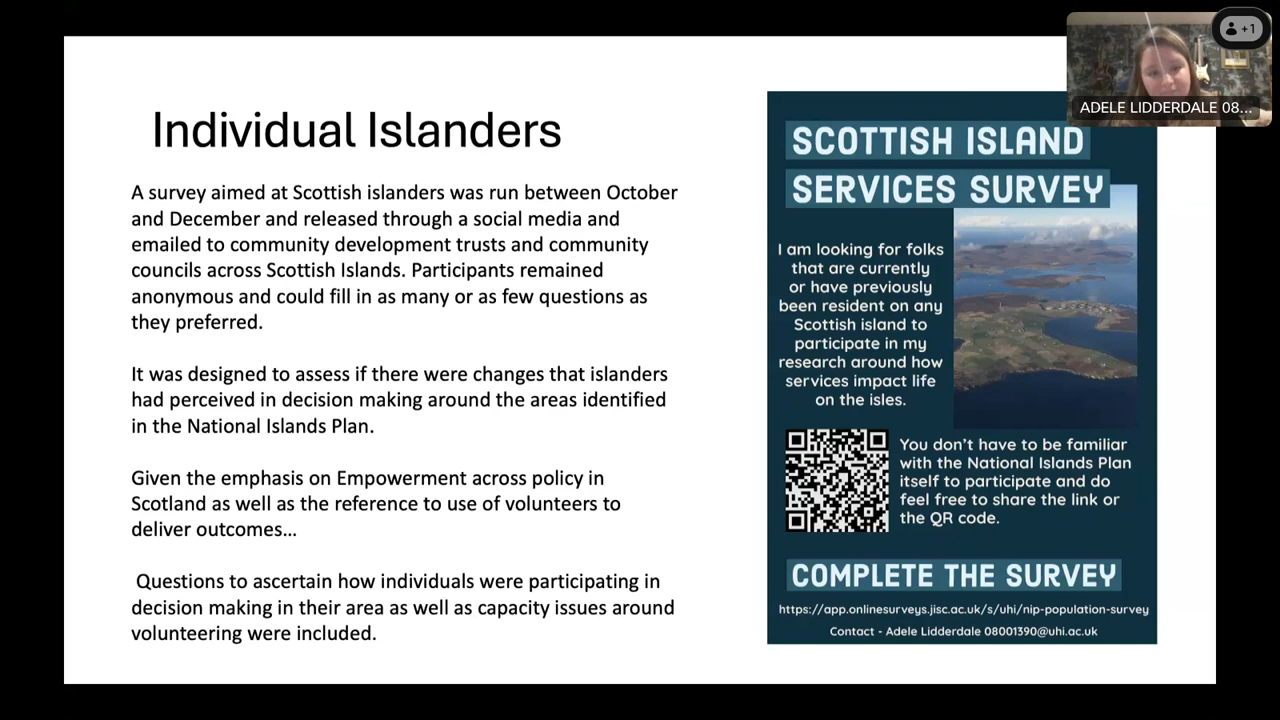 +1
ADELE LIDDERDALE 08...
Individual Islanders
A survey aimed at Scottish islanders was run between October
and December and released through a social media and
emailed to community development trusts and community
councils across Scottish Islands. Participants remained
anonymous and could fill in as many or as few questions as
they preferred.
It was designed to assess if there were changes that islanders
had perceived in decision making around the areas identified
in the National Islands Plan.
Given the emphasis on Empowerment across policy in
Scotland as well as the reference to use of volunteers to
deliver outcomes…
Questions to ascertain how individuals were participating in
decision making in their area as well as capacity issues around
volunteering were included.
SCOTTISH ISLAND
SERVICES SURVEY
I am looking for folks
that are currently
or have previously
been resident on any
Scottish island to
participate in my
research around how
services impact life
on the isles.
You don't have to be familiar
with the National Islands Plan
itself to participate and do
feel free to share the link or
the QR code.
COMPLETE THE SURVEY
https://app.onlinesurveys.jisc.ac.uk/s/uhi/nip-population-survey
Contact - Adele Lidderdale 08001390@uhi.ac.uk